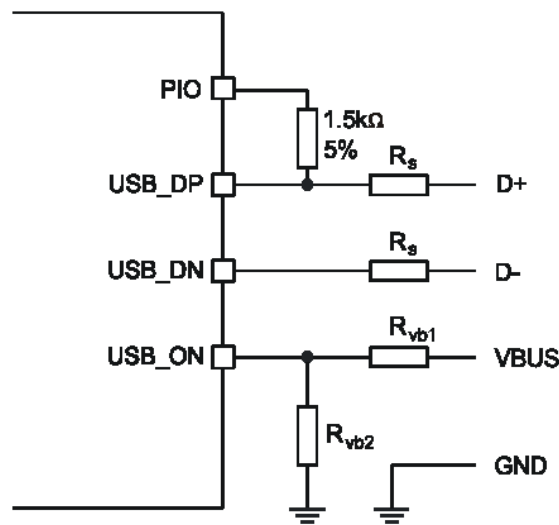 PIO
1.5kΩ
5%
USB_DP
Rs
D+
USB_DN
Rs
D−
USB_ON
Rvb1
VBUS
Rvb2
GND